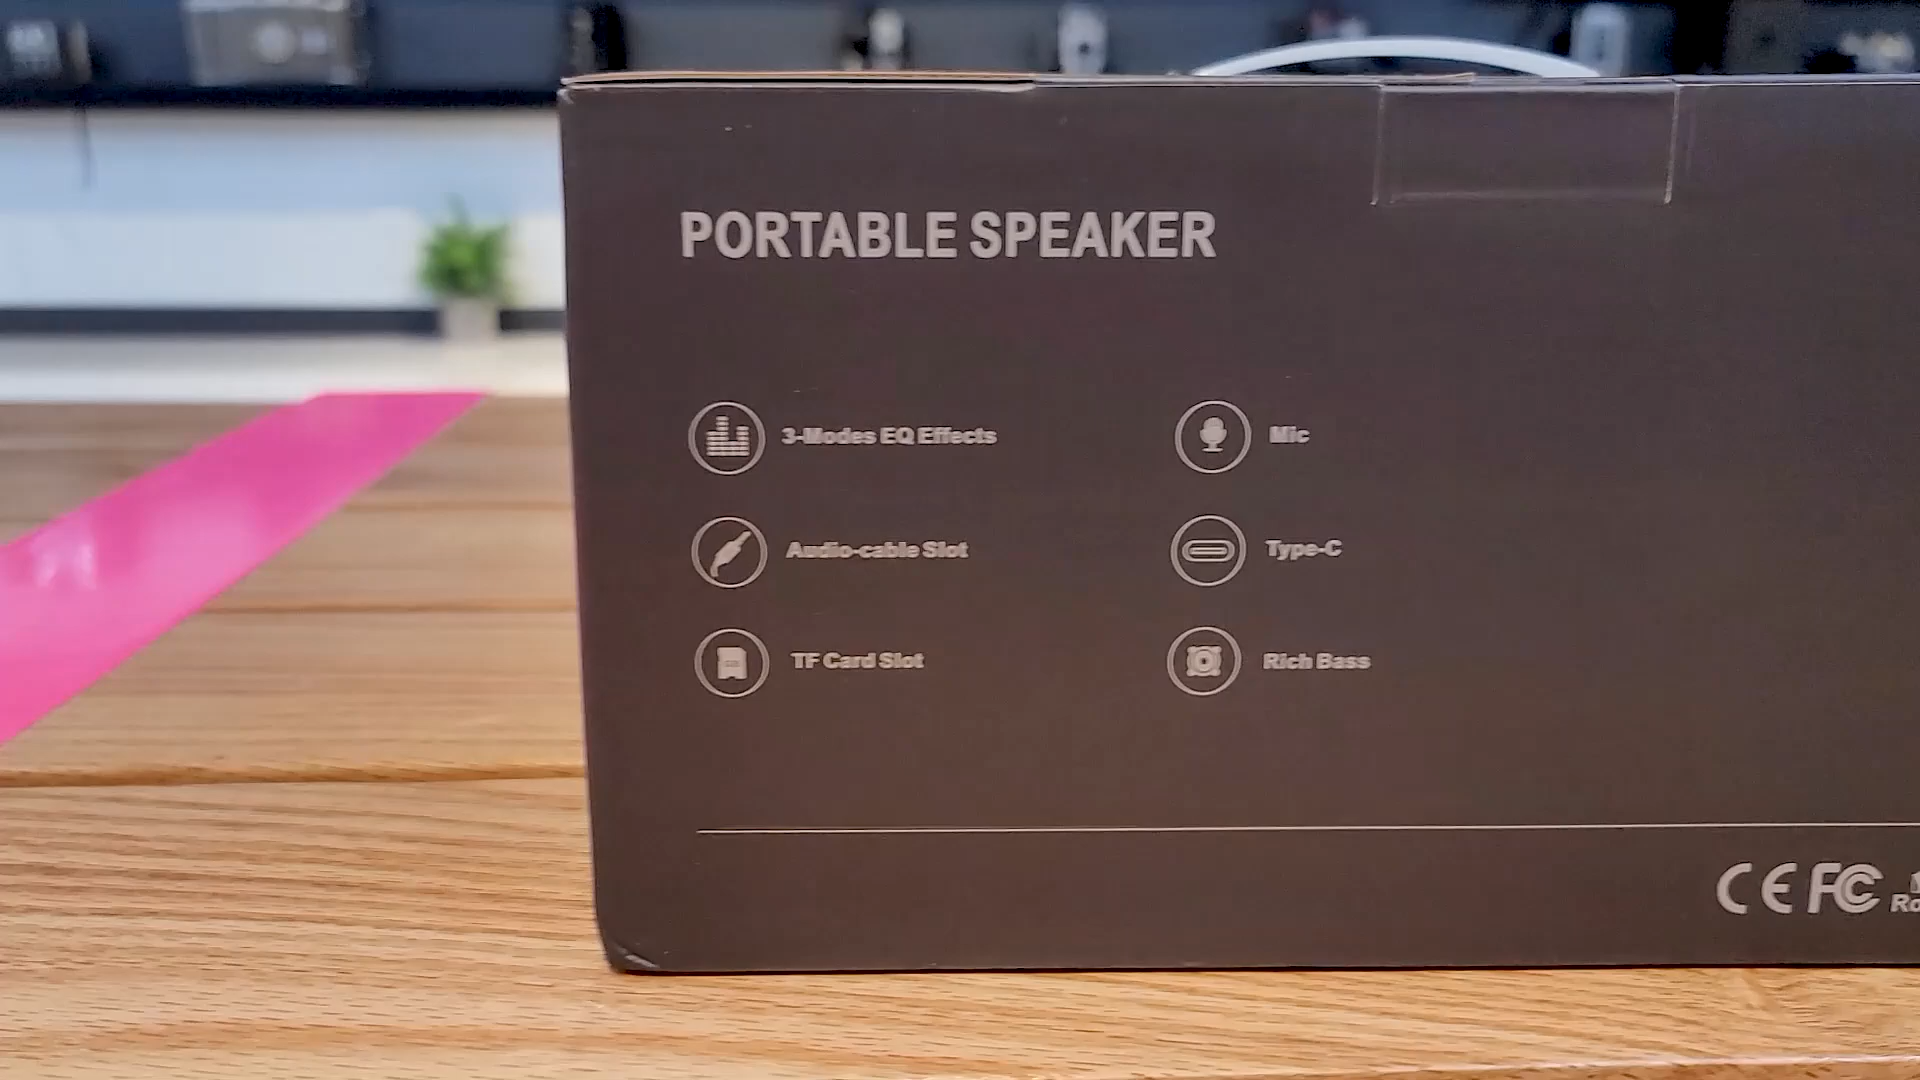 PORTABLE SPEAKER
3-Modes EQ Effects
Mic
Audio-cable Slot
Type-C
TF Card Slot
Rich Bass
CE FC